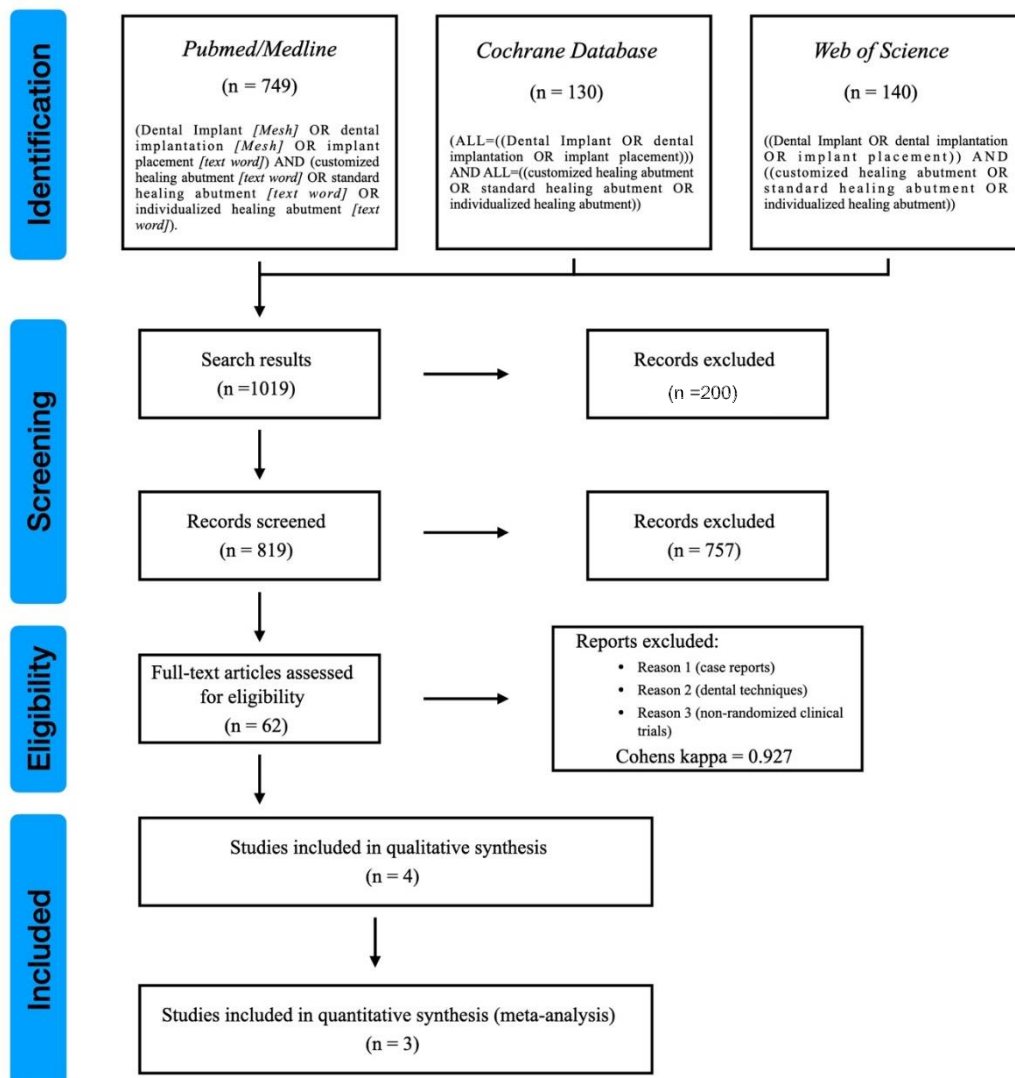 Identification
Pubmed/Medline
(n = 749)
(Dental Implant [Mesh] OR dental
implantation [Mesh] OR implant
placement [text word]) AND (customized
healing abutment [text word] OR standard
healing abutment [text word] OR
individualized healing abutment [text
word]).
Cochrane Database
(n = 130)
(ALL=((Dental Implant OR dental
implantation OR implant placement)))
AND ALL=((customized healing abutment
OR standard healing abutment OR
individualized healing abutment))
Web of Science
(n = 140)
((Dental Implant OR dental implantation
OR implant placement)) AND
((customized healing abutment OR
standard healing abutment OR
individualized healing abutment))
Screening
Search results
(n =1019)
Records excluded
(n =200)
Records screened
(n = 819)
Records excluded
(n = 757)
Eligibility
Full-text articles assessed
for eligibility
(n = 62)
Reports excluded:
• Reason 1 (case reports)
• Reason 2 (dental techniques)
• Reason 3 (non-randomized clinical
trials)
Cohens kappa = 0.927
Included
Studies included in qualitative synthesis
(n = 4)
Studies included in quantitative synthesis (meta-analysis)
(n = 3)